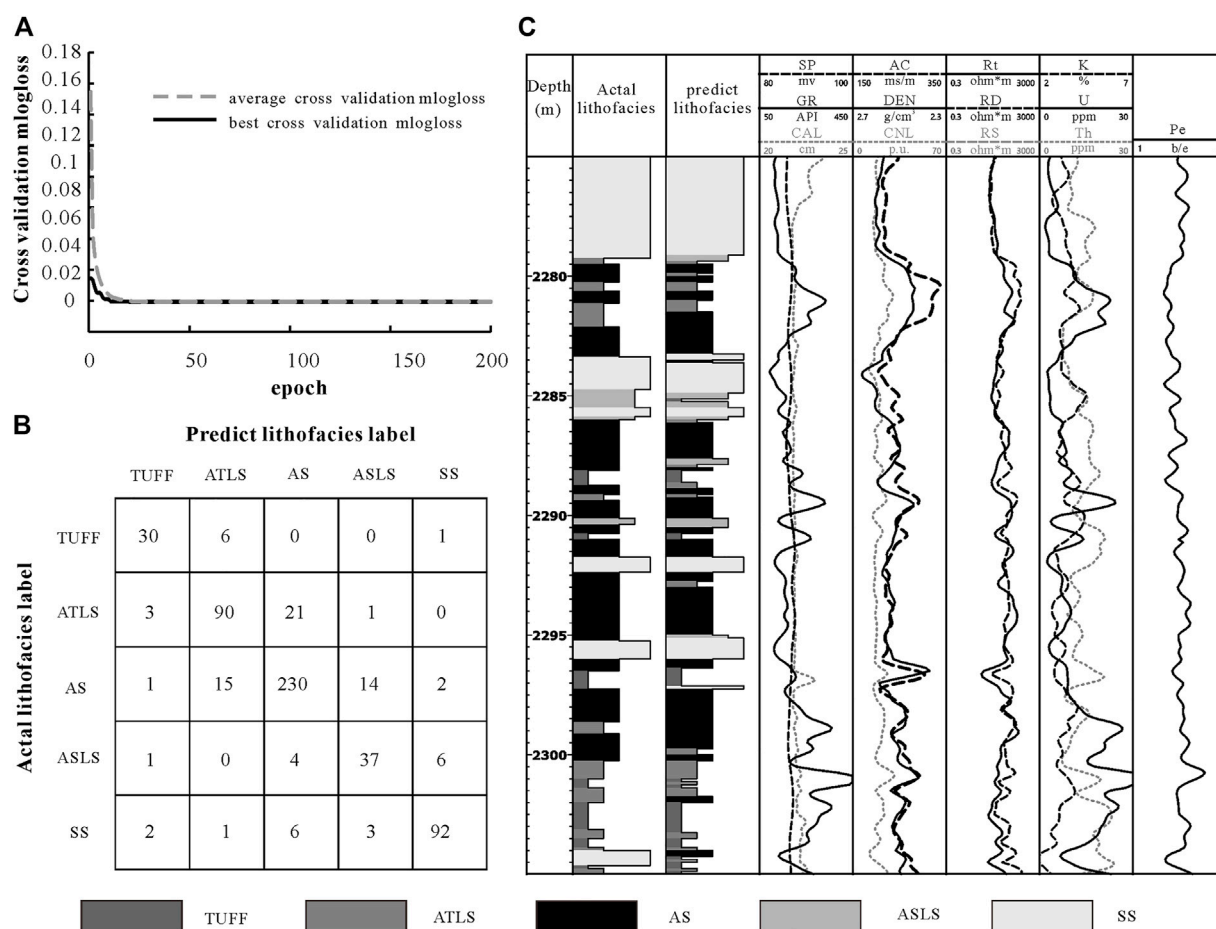 A
0.18
0.16
0.14
0.12
0.1
0.08
0.06
0.04
0.02
0
Cross validation mlogloss
average cross validation mlogloss
best cross validation mlogloss
0 50 100 150 200
epoch
B
Predict lithofacies label
TUFF ATLS AS ASLS SS
Actal lithofacies label
TUFF 30 6 0 0 1
ATLS 3 90 21 1 0
AS 1 15 230 14 2
ASLS 1 0 4 37 6
SS 2 1 6 3 92
C
Depth
(m)
Actal
lithofacies
predict
lithofacies
SP
80 mv 100
GR
50 API 450
CAL
20 cm 25
AC
150 ms/m 350
DEN
2.7 g/cm³ 2.3
CNL
0 p.u. 70
Rt
0.3 ohm*m 3000
RD
0.3 ohm*m 3000
RS
0.3 ohm*m 3000
K
2 % 7
U
0 ppm 30
Th
0 ppm 30
Pe
1 b/e
2280
2285
2290
2295
2300
TUFF ATLS AS ASLS SS